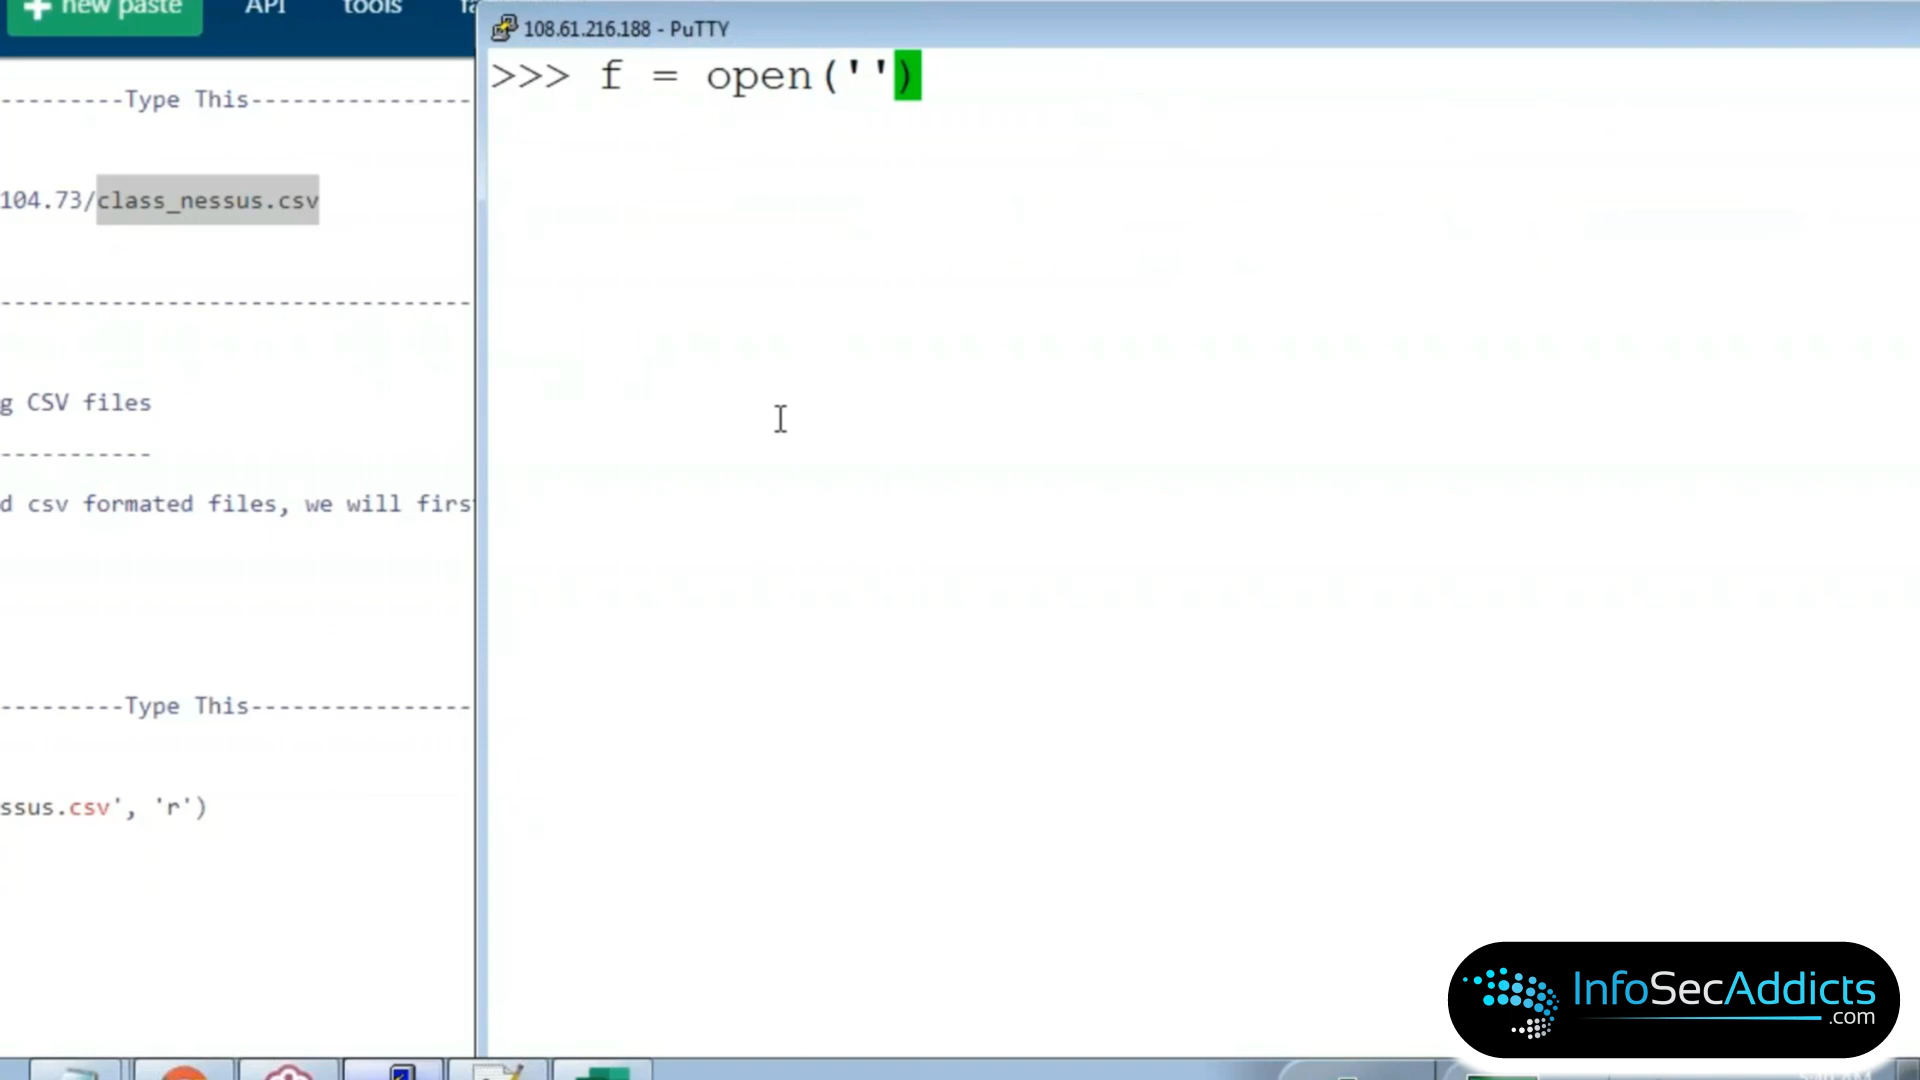 new paste API tools
---------Type This----------------
104.73/class_nessus.csv
----------------------------------
g CSV files
-----------
d csv formated files, we will firs
---------Type This----------------
ssus.csv', 'r')
108.61.216.188 - PuTTY
>>> f = open('')
InfoSecAddicts
.com